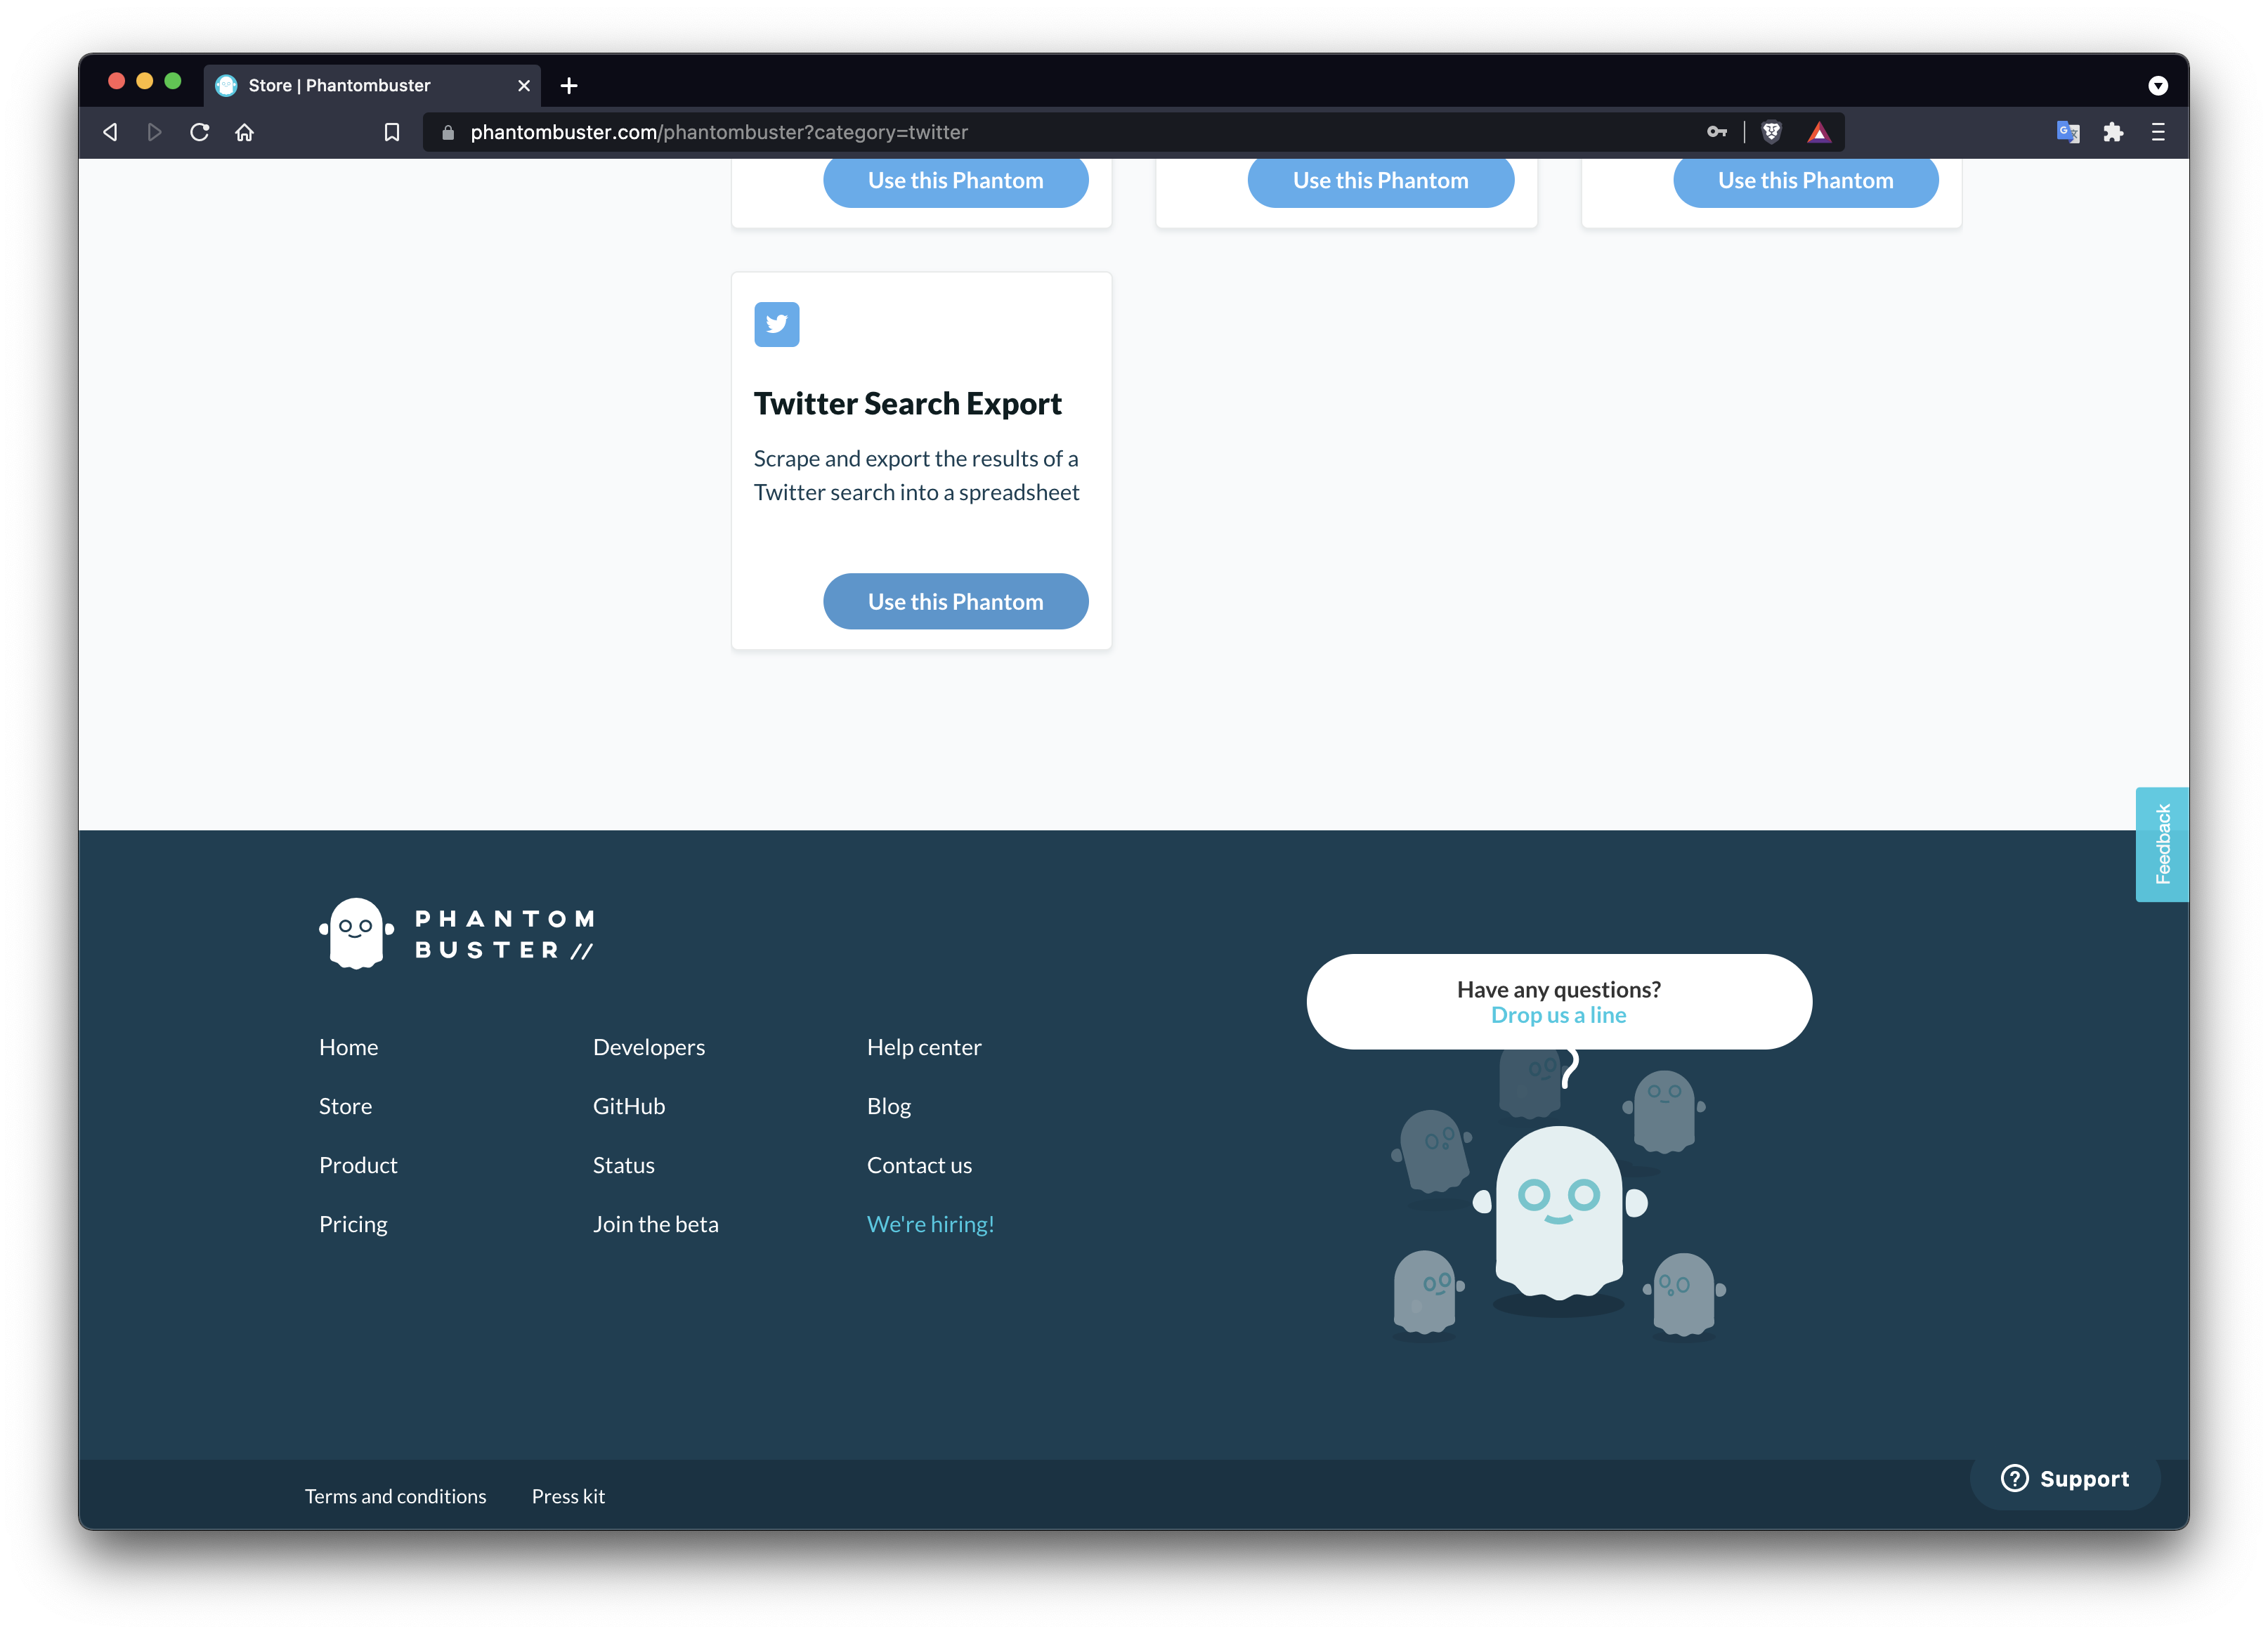 Store | Phantombuster
phantombuster.com/phantombuster?category=twitter
Use this Phantom
Use this Phantom
Use this Phantom
Twitter Search Export
Scrape and export the results of a
Twitter search into a spreadsheet
Use this Phantom
Feedback
PHANTOM
BUSTER //
Have any questions?
Drop us a line
Home
Developers
Help center
Store
GitHub
Blog
Product
Status
Contact us
Pricing
Join the beta
We're hiring!
Terms and conditions
Press kit
Support